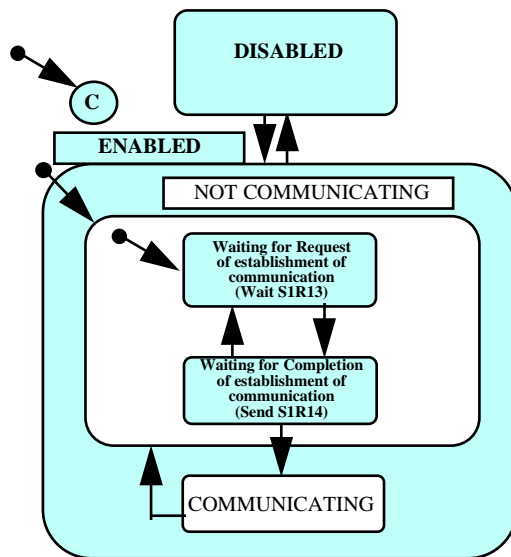 DISABLED
C
ENABLED
NOT COMMUNICATING
Waiting for Request
of establishment of
communication
(Wait S1R13)
Waiting for Completion
of establishment of
communication
(Send S1R14)
COMMUNICATING